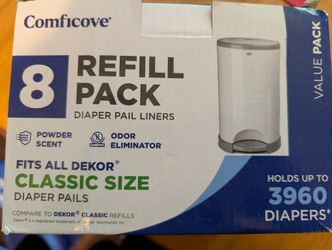 Comficove®
8
REFILL
PACK
DIAPER PAIL LINERS
VALUE PACK
POWDER
SCENT
ODOR
ELIMINATOR
FITS ALL DEKOR®
CLASSIC SIZE
DIAPER PAILS
COMPARE TO DEKOR® CLASSIC REFILLS
HOLDS UP TO
3960
DIAPERS*